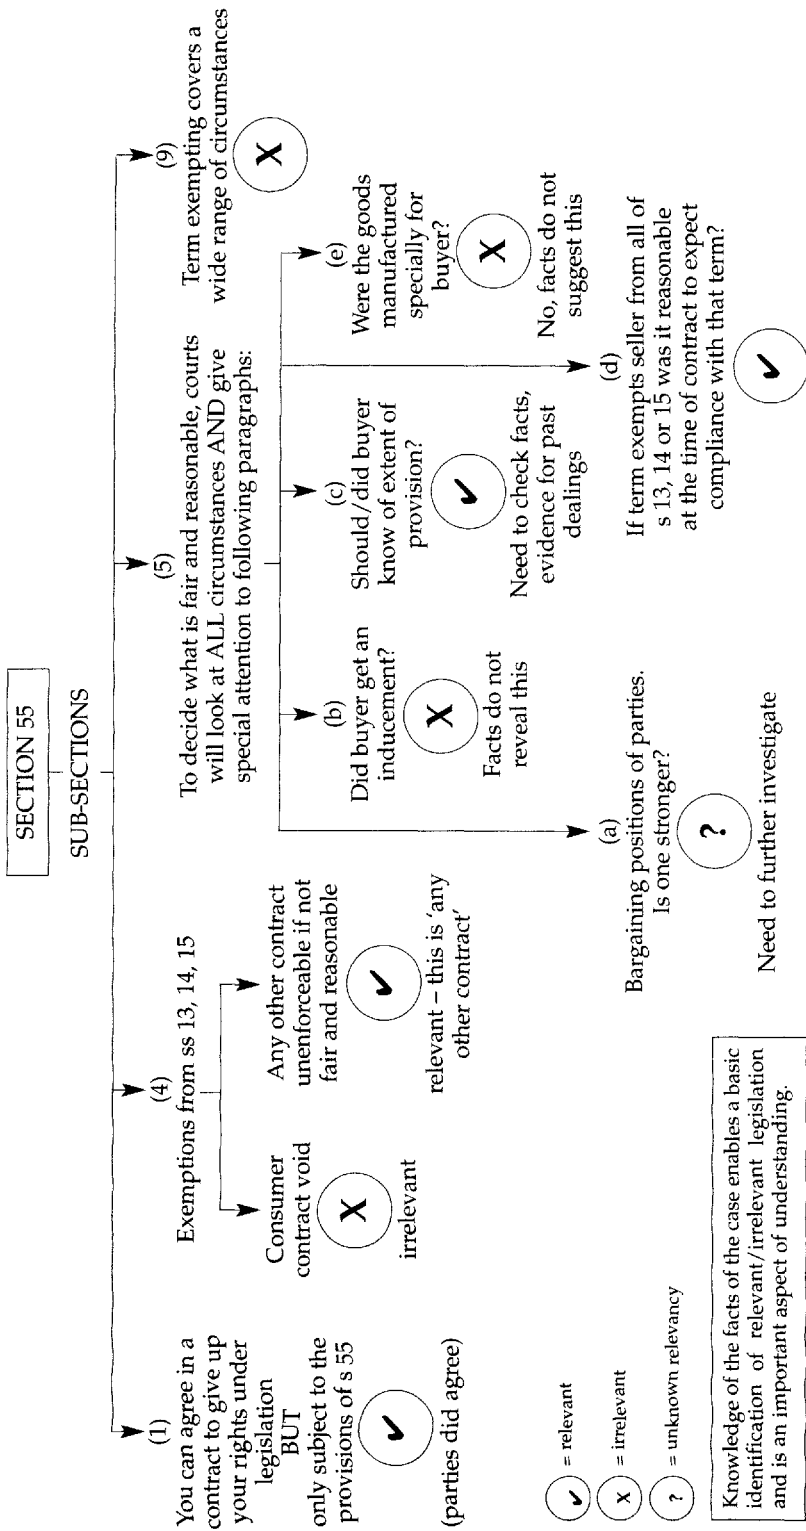 SECTION 55
SUB-SECTIONS
(1)
You can agree in a
contract to give up
your rights under
legislation
BUT
only subject to the
provisions of s 55
✔
(parties did agree)
(4)
Exemptions from ss 13, 14, 15
Consumer
contract void
X
irrelevant
Any other contract
unenforceable if not
fair and reasonable
✔
relevant – this is 'any
other contract'
(5)
To decide what is fair and reasonable, courts
will look at ALL circumstances AND give
special attention to following paragraphs:
(a)
Bargaining positions of parties.
Is one stronger?
?
Need to further investigate
(b)
Did buyer get an
inducement?
X
Facts do not
reveal this
(c)
Should/did buyer
know of extent of
provision?
✔
Need to check facts,
evidence for past
dealings
(d)
If term exempts seller from all of
s 13, 14 or 15 was it reasonable
at the time of contract to expect
compliance with that term?
✔
(e)
Were the goods
manufactured
specially for
buyer?
X
No, facts do not
suggest this
(9)
Term exempting covers a
wide range of circumstances
X
✔ = relevant
X = irrelevant
? = unknown relevancy
Knowledge of the facts of the case enables a basic
identification of relevant/irrelevant legislation
and is an important aspect of understanding.